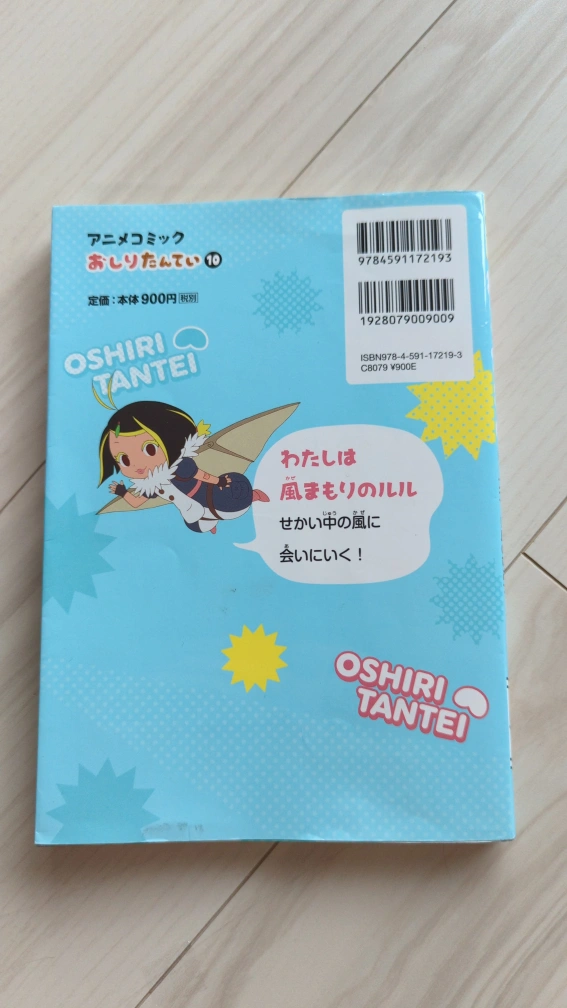 アニメコミック
おしりたんてい10
定価：本体900円 税別
9784591172193
1928079009009
ISBN978-4-591-17219-3
C8079 ¥900E
OSHIRI
TANTEI
わたしは
風まもりのルル
せかい中の風に
会いにいく！
OSHIRI
TANTEI